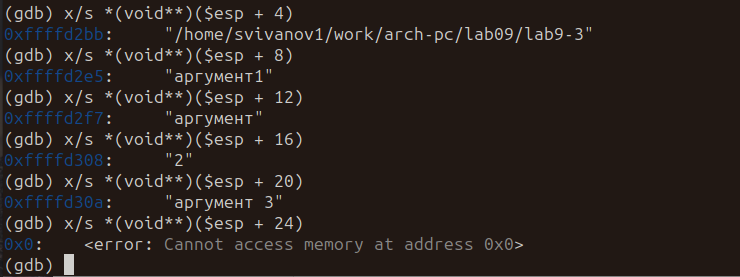 (gdb) x/s *(void**)($esp + 4)
0xffffd2bb:     "/home/svivanov1/work/arch-pc/lab09/lab9-3"
(gdb) x/s *(void**)($esp + 8)
0xffffd2e5:     "аргумент1"
(gdb) x/s *(void**)($esp + 12)
0xffffd2f7:     "аргумент"
(gdb) x/s *(void**)($esp + 16)
0xffffd308:     "2"
(gdb) x/s *(void**)($esp + 20)
0xffffd30a:     "аргумент 3"
(gdb) x/s *(void**)($esp + 24)
0x0:    <error: Cannot access memory at address 0x0>
(gdb)